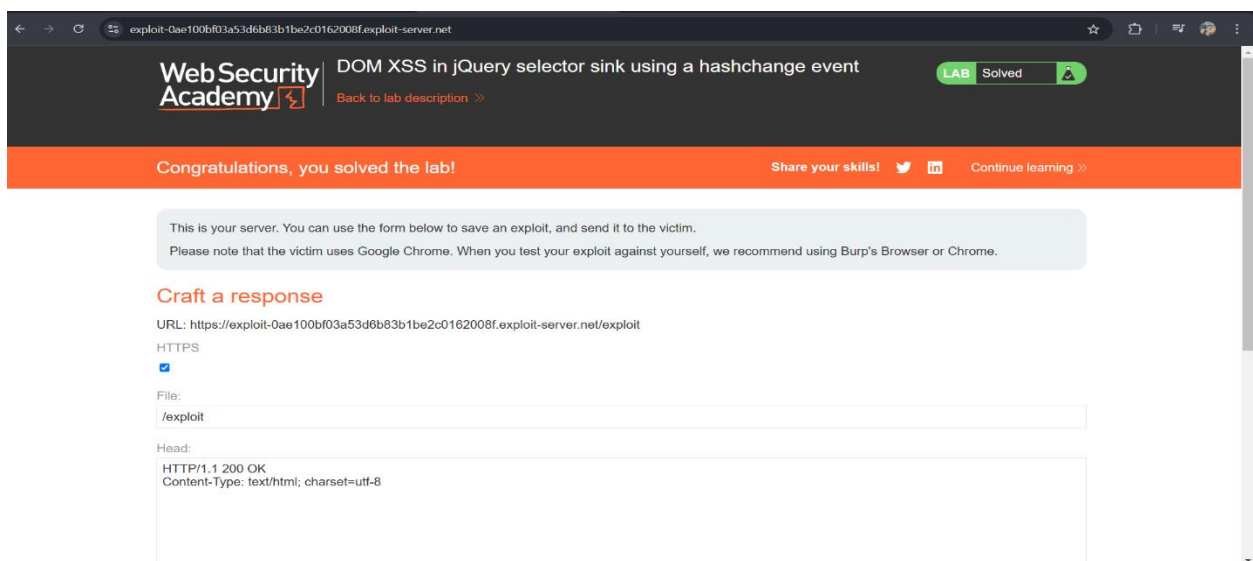 exploit-0ae100bf03a53d6b83b1be2c0162008f.exploit-server.net
WebSecurity
Academy
DOM XSS in jQuery selector sink using a hashchange event
Back to lab description
LAB Solved
Congratulations, you solved the lab!
Share your skills!
Continue learning
This is your server. You can use the form below to save an exploit, and send it to the victim.
Please note that the victim uses Google Chrome. When you test your exploit against yourself, we recommend using Burp's Browser or Chrome.
Craft a response
URL: https://exploit-0ae100bf03a53d6b83b1be2c0162008f.exploit-server.net/exploit
HTTPS
File:
/exploit
Head:
HTTP/1.1 200 OK
Content-Type: text/html; charset=utf-8